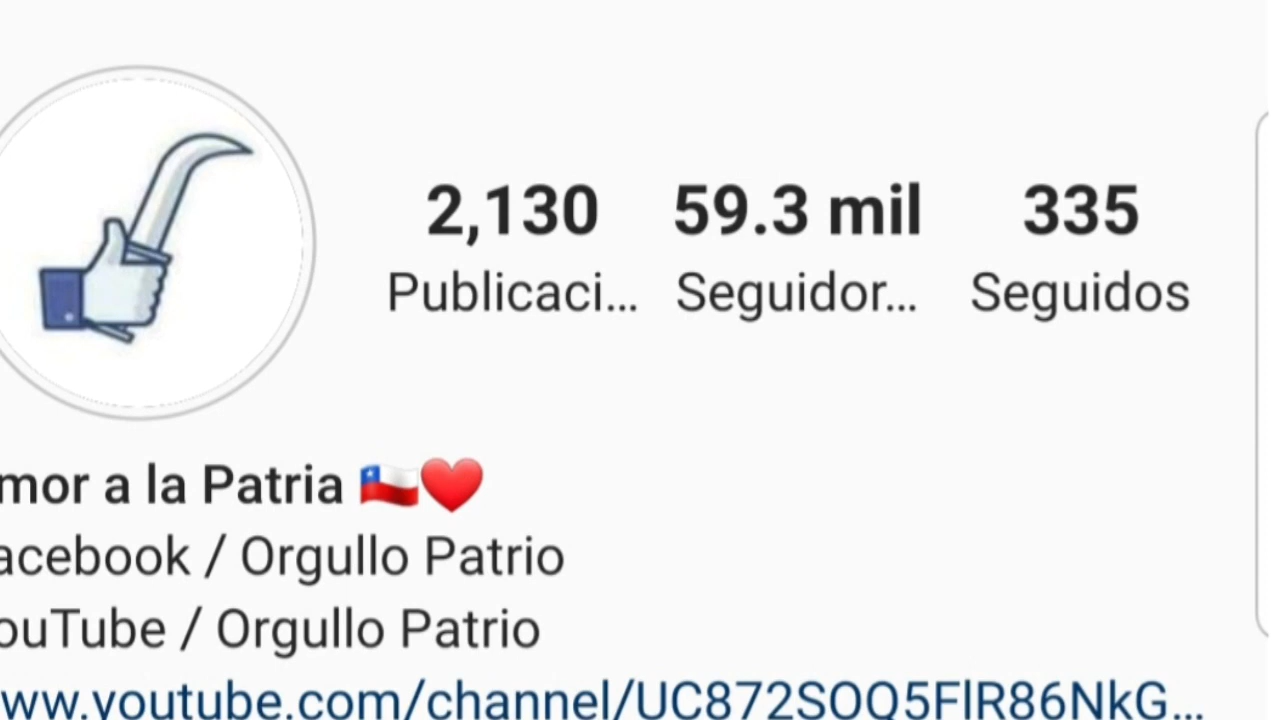 2,130 59.3 mil 335
Publicaci... Seguidor... Seguidos
mor a la Patria 🇨🇱❤️
acebook / Orgullo Patrio
ouTube / Orgullo Patrio
ww.youtube.com/channel/UC872SOQ5FlR86NkG...